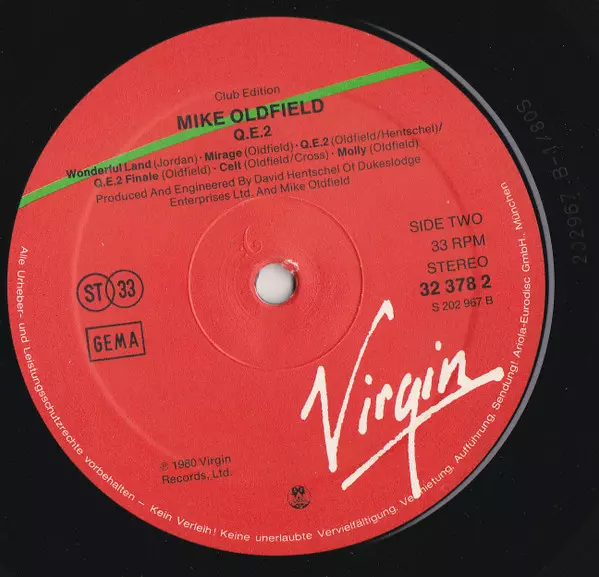 Club Edition
MIKE OLDFIELD
Q.E.2
Wonderful Land (Jordan) · Mirage (Oldfield) · Q.E.2 (Oldfield/Hentschel)/
Q.E.2 Finale (Oldfield) · Celt (Oldfield/Cross) · Molly (Oldfield)
Produced And Engineered By David Hentschel Of Dukeslodge
Enterprises Ltd. And Mike Oldfield
SIDE TWO
33 RPM
STEREO
32 378 2
S 202 967 B
ST 33
GEMA
Virgin
℗ 1980 Virgin
Records, Ltd.
Alle Urheber- und Leistungsschutzrechte vorbehalten – Kein Verleih! Keine unerlaubte Vervielfältigung, Vermietung, Aufführung, Sendung! Ariola-Eurodisc GmbH., München
202967 B-1/80S